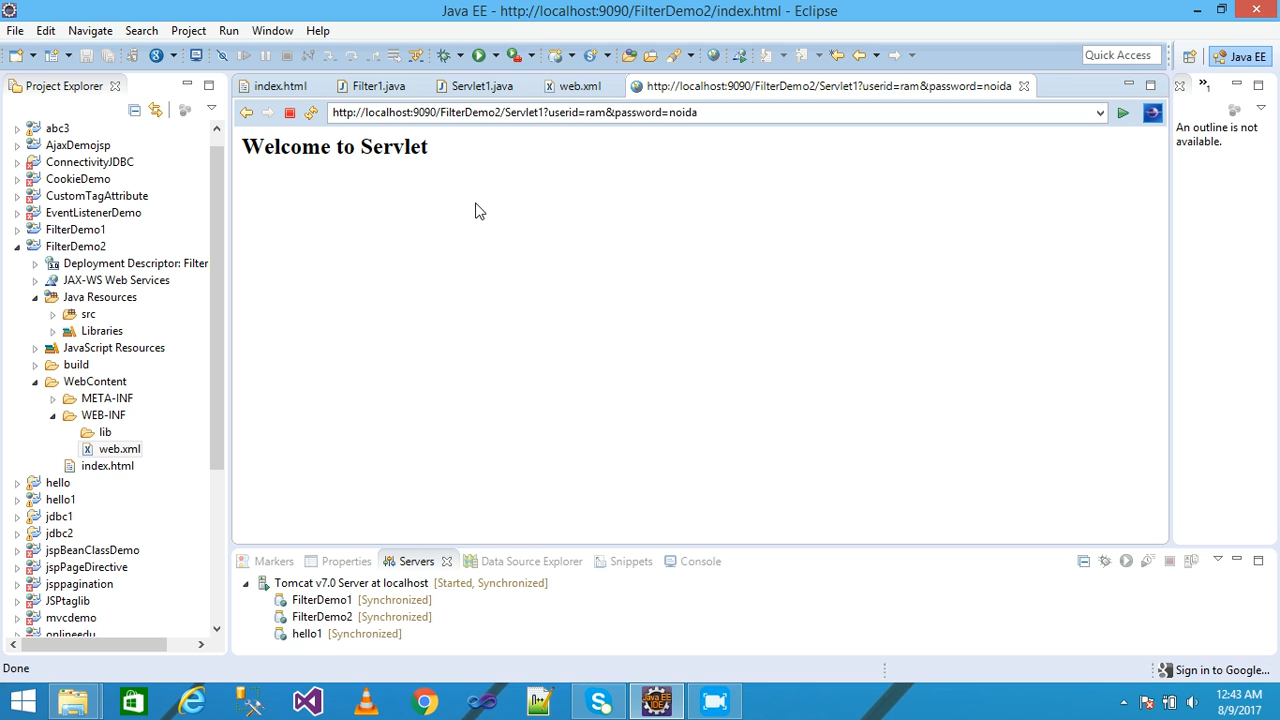 Java EE - http://localhost:9090/FilterDemo2/index.html - Eclipse
File Edit Navigate Search Project Run Window Help
Quick Access
Java EE
Project Explorer
index.html
Filter1.java
Servlet1.java
web.xml
http://localhost:9090/FilterDemo2/Servlet1?userid=ram&password=noida
http://localhost:9090/FilterDemo2/Servlet1?userid=ram&password=noida
Welcome to Servlet
An outline is not
available.
abc3
AjaxDemojsp
ConnectivityJDBC
CookieDemo
CustomTagAttribute
EventListenerDemo
FilterDemo1
FilterDemo2
Deployment Descriptor: Filter
JAX-WS Web Services
Java Resources
src
Libraries
JavaScript Resources
build
WebContent
META-INF
WEB-INF
lib
web.xml
index.html
hello
hello1
jdbc1
jdbc2
jspBeanClassDemo
jspPageDirective
jsppagination
JSPtaglib
mvcdemo
onlineedu
Markers Properties Servers Data Source Explorer Snippets Console
Tomcat v7.0 Server at localhost [Started, Synchronized]
FilterDemo1 [Synchronized]
FilterDemo2 [Synchronized]
hello1 [Synchronized]
Done
Sign in to Google...
12:43 AM
8/9/2017